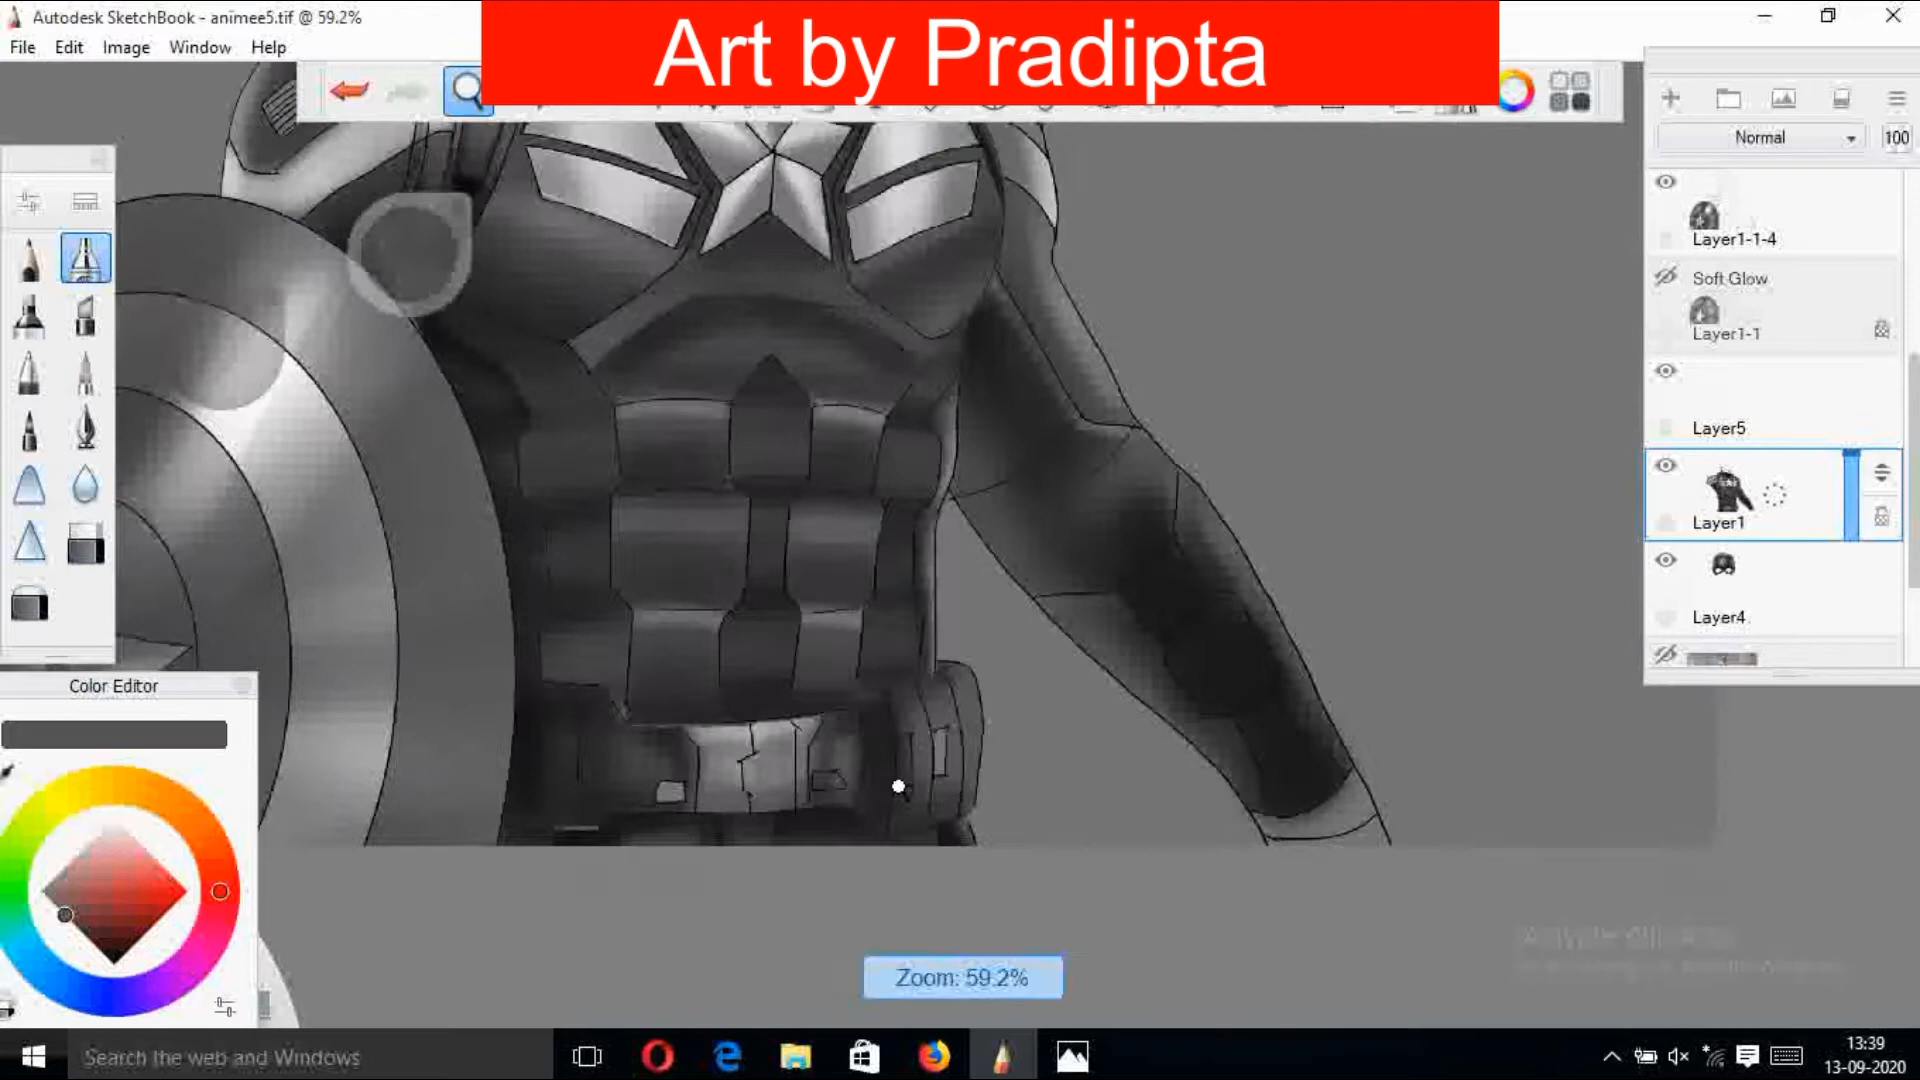 Autodesk SketchBook - animee5.tif @ 59.2%
Art by Pradipta
File Edit Image Window Help
Normal 100
Layer1-1-4
Soft Glow
Layer1-1
Layer5
Layer1
Layer4
Color Editor
Zoom: 59.2%
Search the web and Windows
13:39
13-09-2020